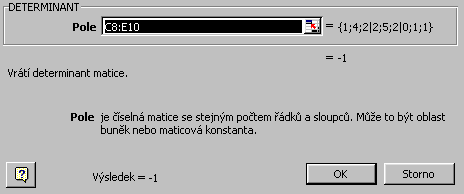 DETERMINANT
Pole C8:E10 = {1;4;2|2;5;2|0;1;1}
= -1
Vrátí determinant matice.
Pole je číselná matice se stejným počtem řádků a sloupců. Může to být oblast
buněk nebo maticová konstanta.
? Výsledek = -1 OK Storno